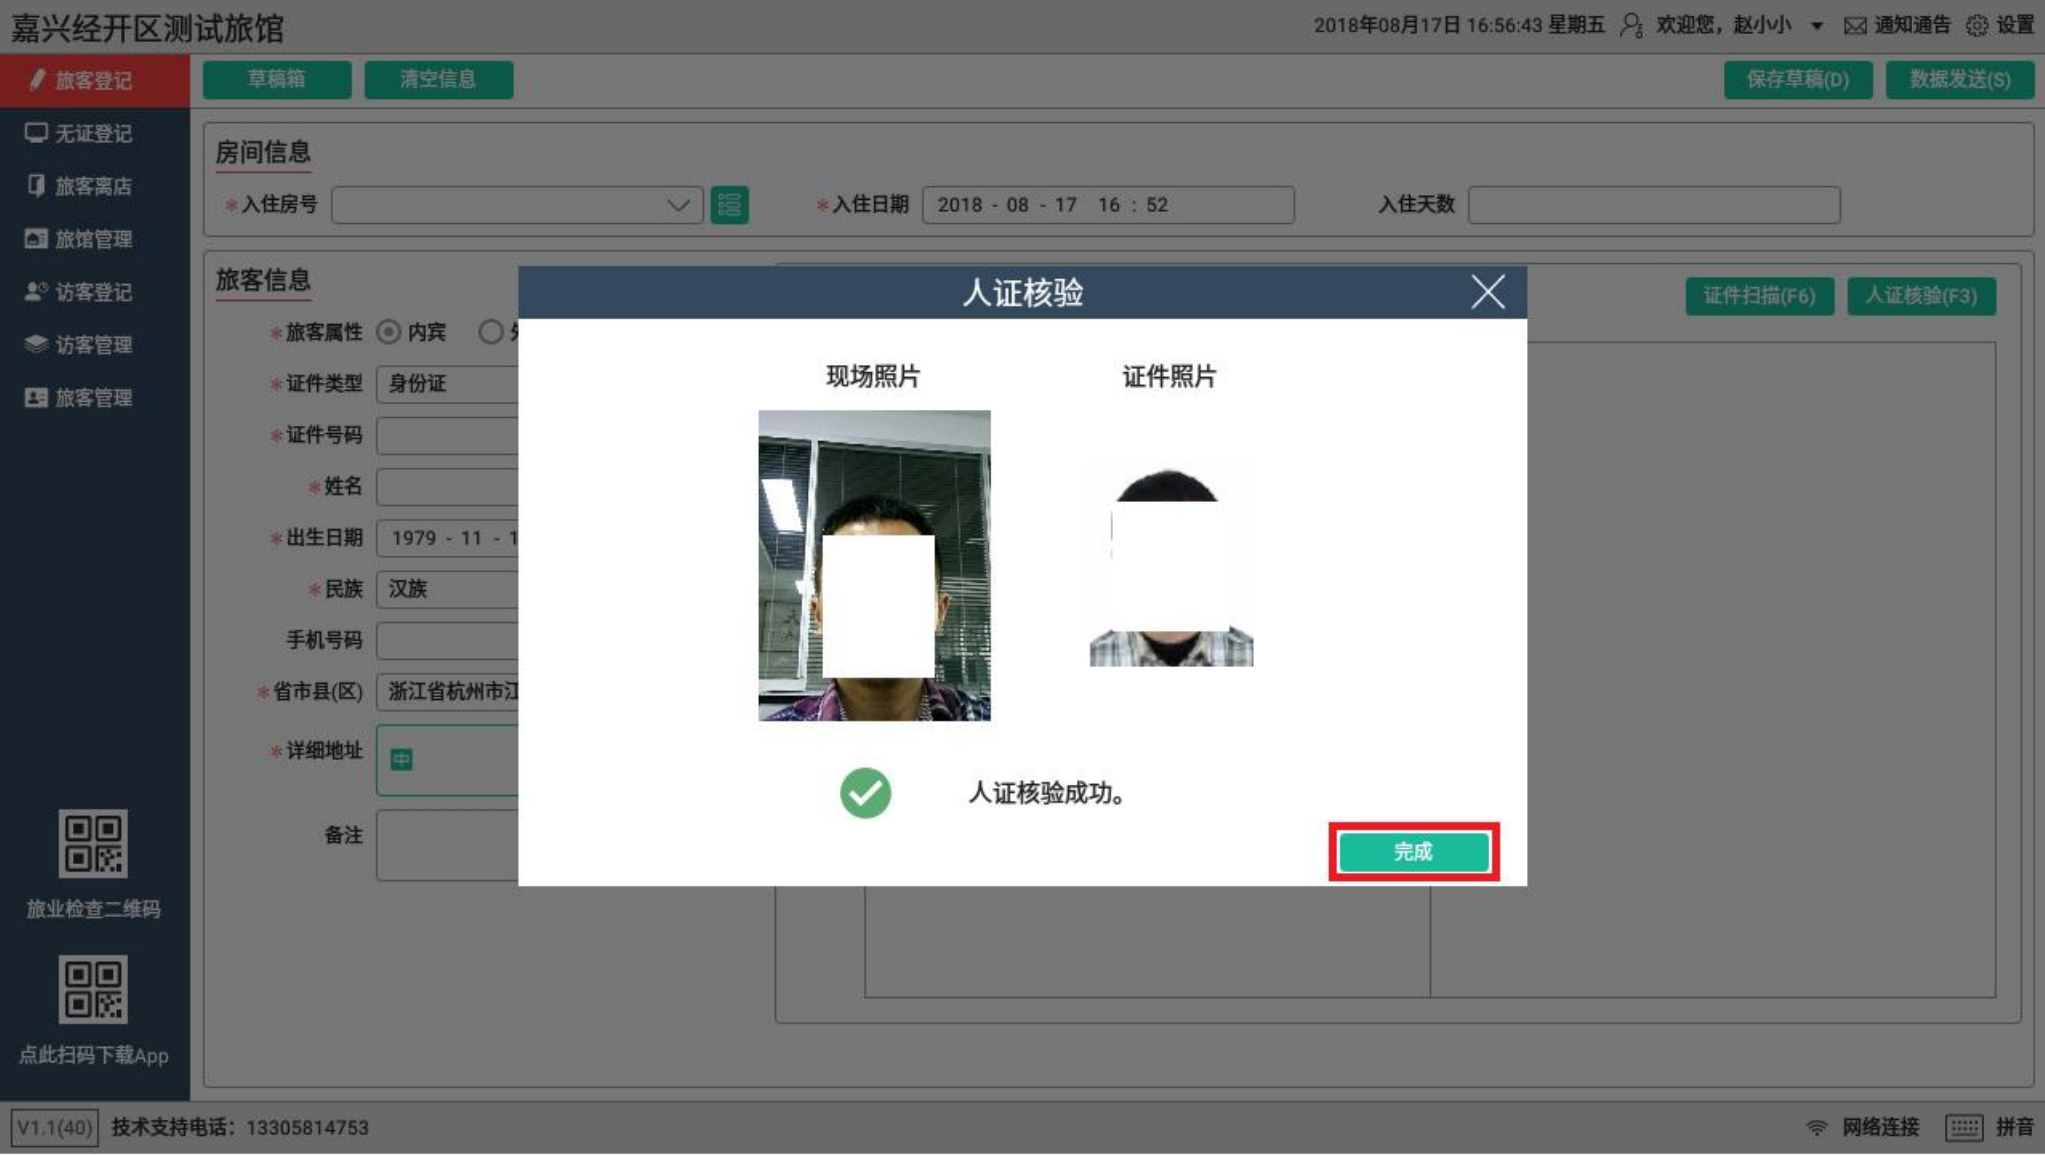 嘉兴经开区测试旅馆
2018年08月17日 16:56:43 星期五 欢迎您，赵小小 通知通告 设置
旅客登记
草稿箱 清空信息 保存草稿(D) 数据发送(S)
无证登记
旅客离店
旅馆管理
访客登记
访客管理
旅客管理
旅业检查二维码
点此扫码下载App
房间信息
*入住房号 *入住日期 2018 - 08 - 17 16 : 52 入住天数
旅客信息
证件扫描(F6) 人证核验(F3)
*旅客属性 内宾
*证件类型 身份证
*证件号码
*姓名
*出生日期 1979 - 11 - 1
*民族 汉族
手机号码
*省市县(区) 浙江省杭州市江
*详细地址 中
备注
人证核验
现场照片 证件照片
人证核验成功。
完成
V1.1(40) 技术支持电话：13305814753
网络连接 拼音